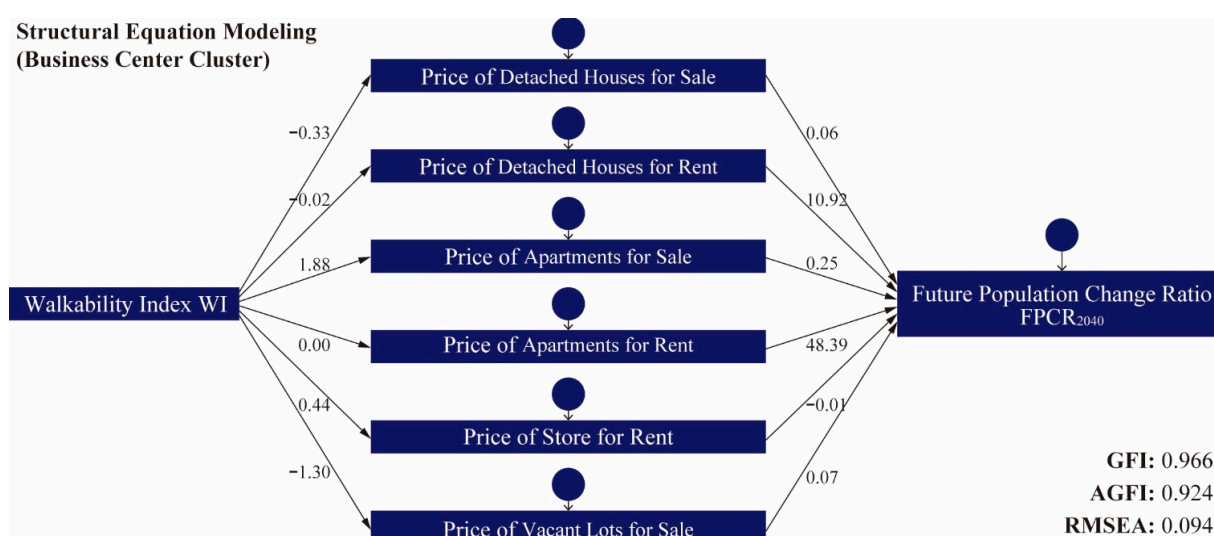 Structural Equation Modeling
(Business Center Cluster)
Price of Detached Houses for Sale
−0.33
0.06
Price of Detached Houses for Rent
−0.02
10.92
Price of Apartments for Sale
1.88
0.25
Walkability Index WI
Future Population Change Ratio
FPCR2040
Price of Apartments for Rent
0.00
48.39
Price of Store for Rent
0.44
−0.01
−1.30
0.07
Price of Vacant Lots for Sale
GFI: 0.966
AGFI: 0.924
RMSEA: 0.094